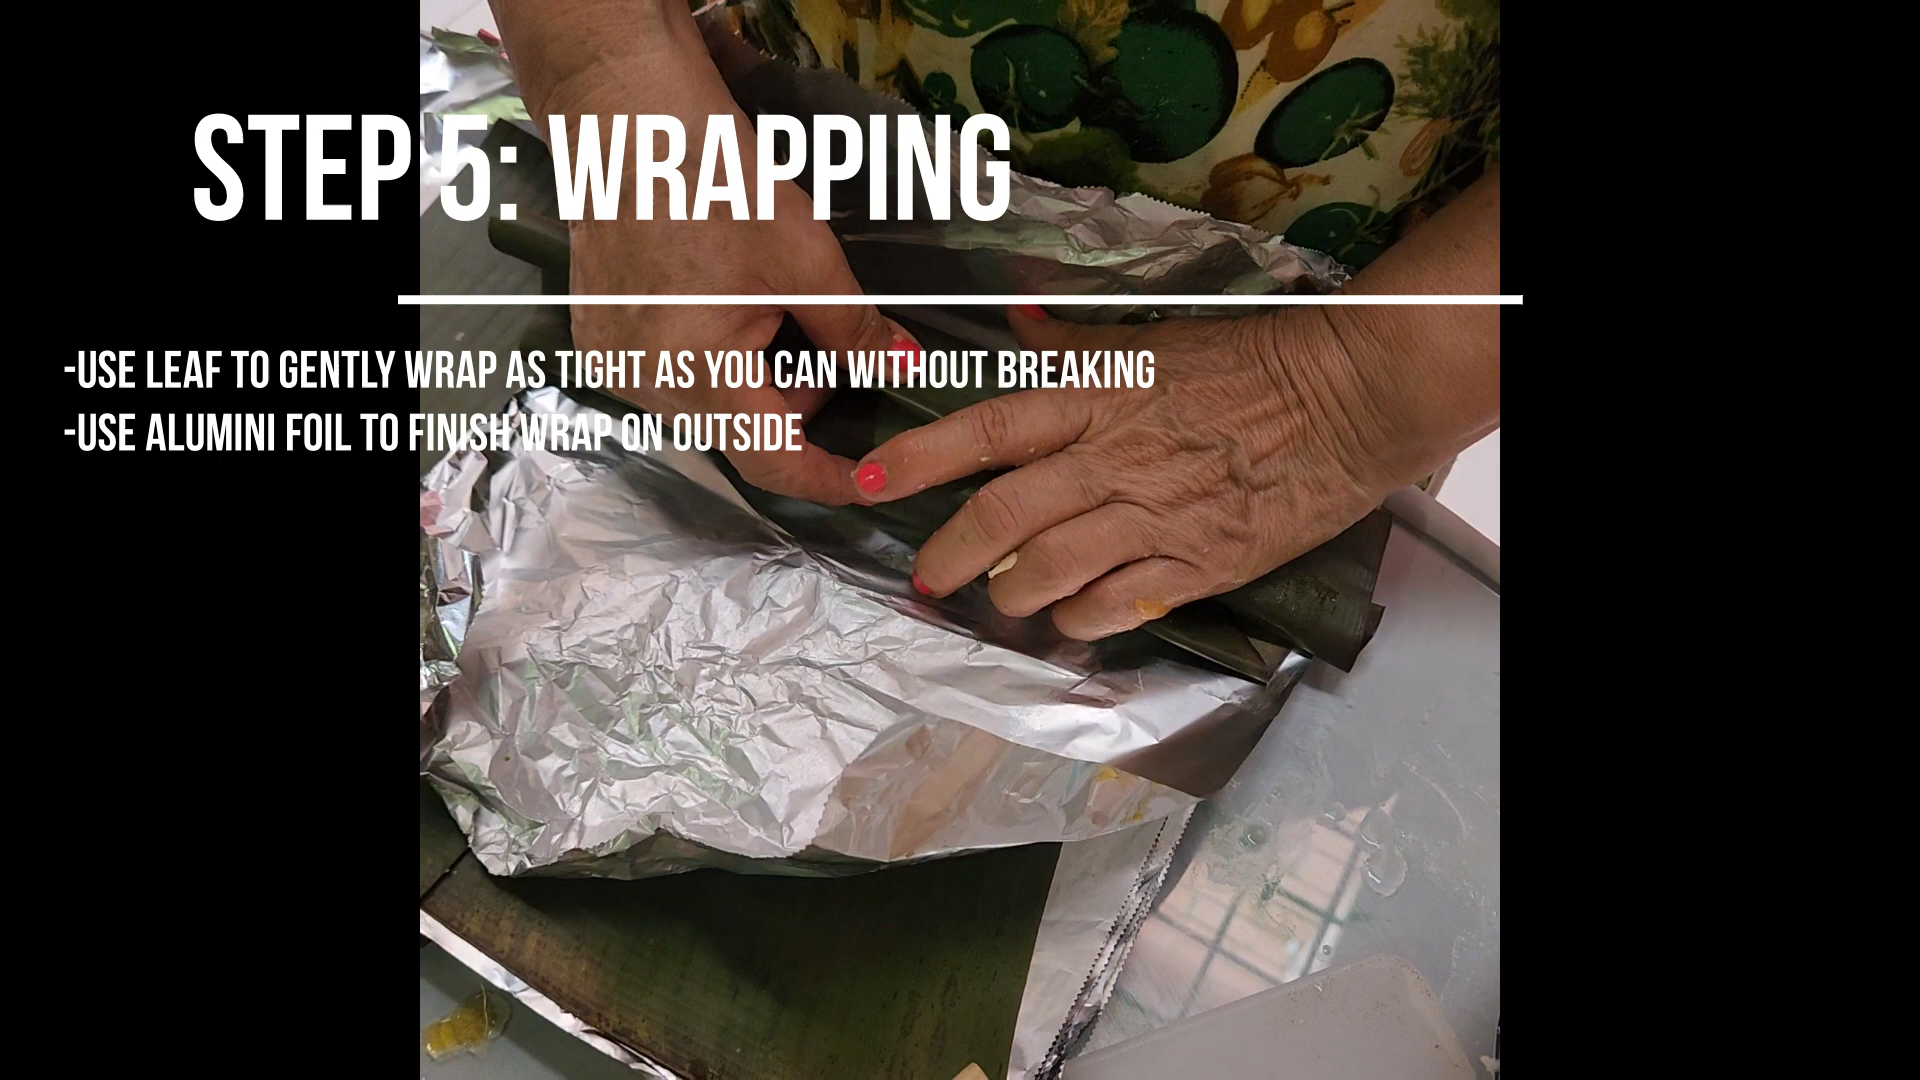 STEP 5: WRAPPING
-USE LEAF TO GENTLY WRAP AS TIGHT AS YOU CAN WITHOUT BREAKING
-USE ALUMINI FOIL TO FINISH WRAP ON OUTSIDE